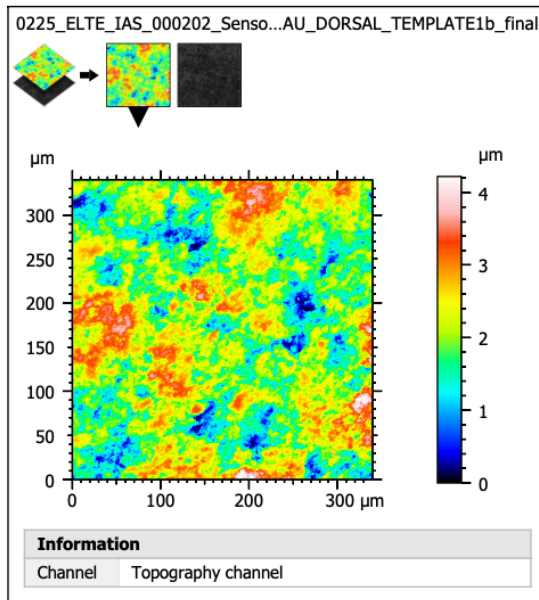 0225_ELTE_IAS_000202_Senso...AU_DORSAL_TEMPLATE1b_final
µm
µm
300
250
200
150
100
50
0
0 100 200 300 µm
4
3
2
1
0
Information
Channel Topography channel